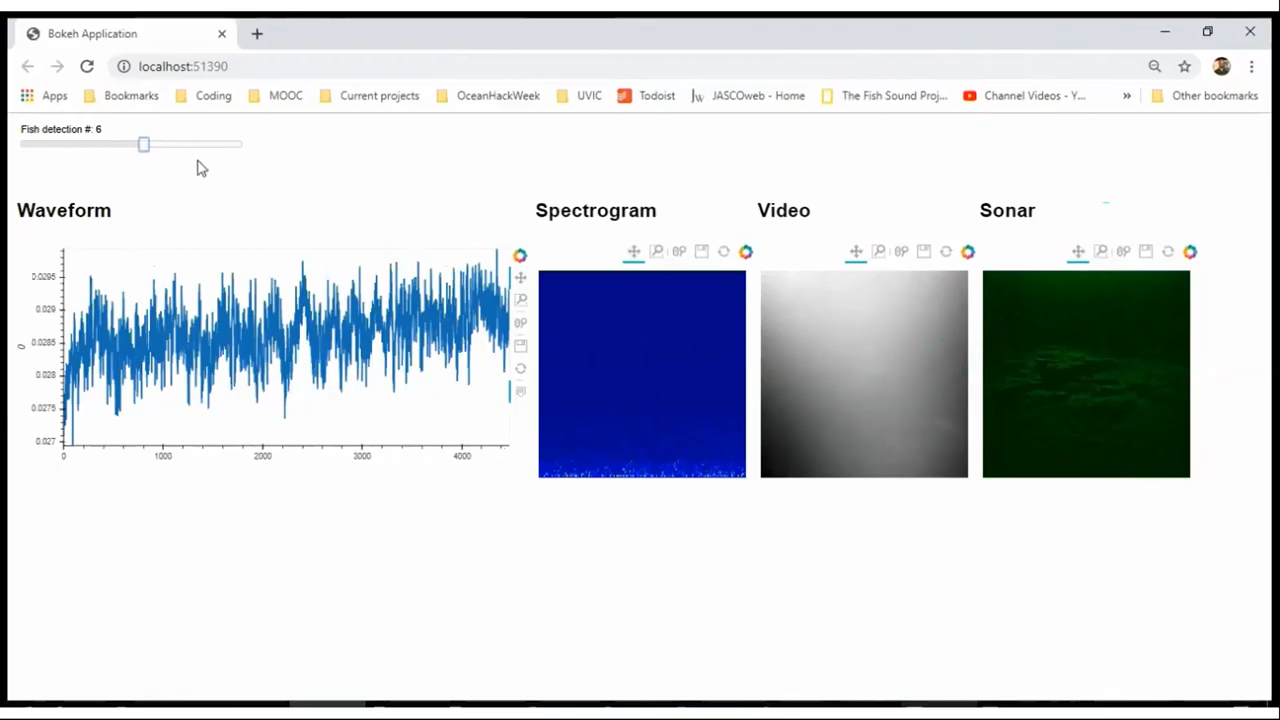 Bokeh Application
localhost:51390
Apps Bookmarks Coding MOOC Current projects OceanHackWeek UVIC Todoist JASCOweb - Home The Fish Sound Proj... Channel Videos - Y... » Other bookmarks
Fish detection #: 6
Waveform Spectrogram Video Sonar
0.0295
0.029
0.0285
0
0.028
0.0275
0.027
0 1000 2000 3000 4000